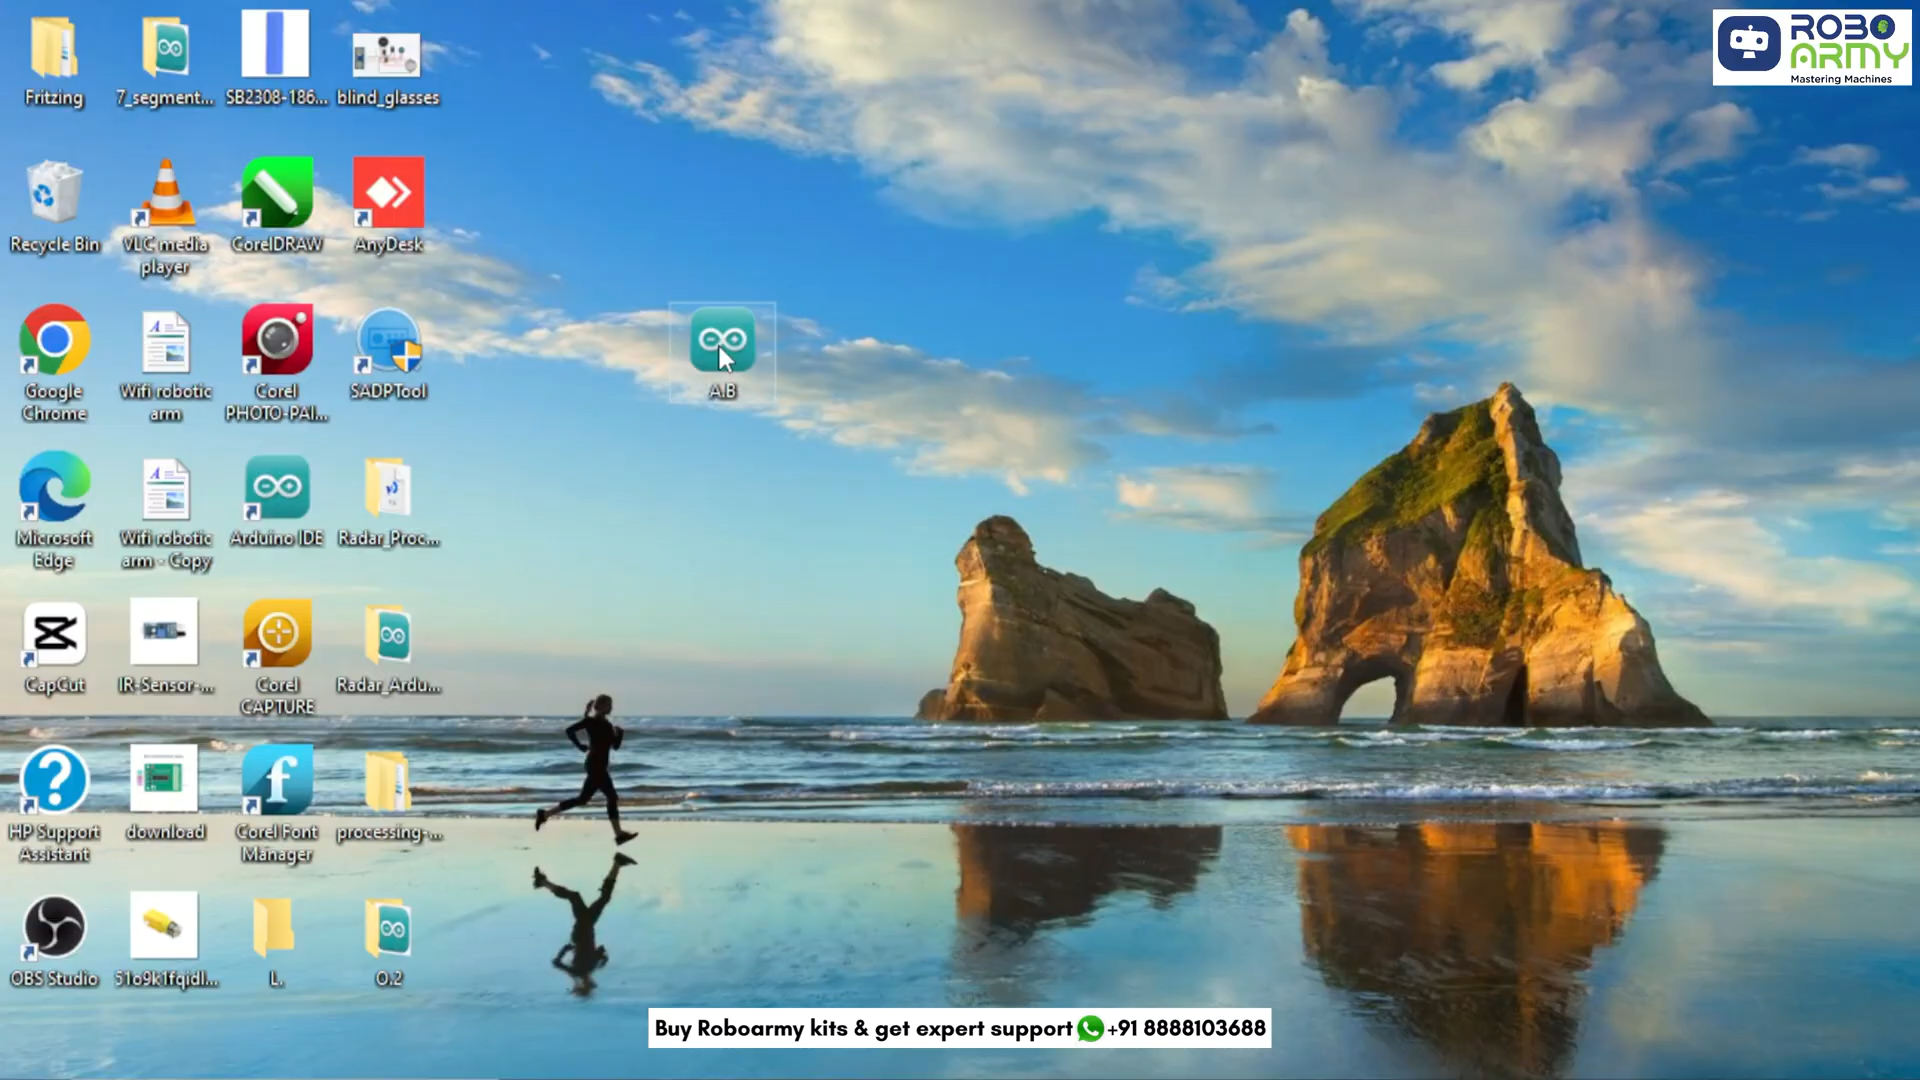 Fritzing
7_segment...
SB2308-186...
blind_glasses
ROBO
ARMY
Mastering Machines
Recycle Bin
VLC media
player
CorelDRAW
AnyDesk
Google
Chrome
Wifi robotic
arm
Corel
PHOTO-PAI...
SADPTool
A.B
Microsoft
Edge
Wifi robotic
arm - Copy
Arduino IDE
Radar_Proc...
CapCut
IR-Sensor-...
Corel
CAPTURE
Radar_Ardu...
HP Support
Assistant
download
Corel Font
Manager
processing-...
OBS Studio
51o9k1fqidl...
L.
O.2
Buy Roboarmy kits & get expert support +91 8888103688